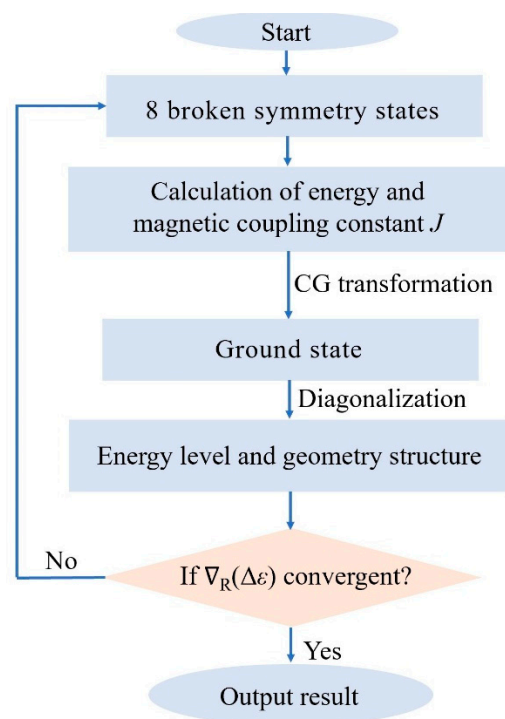 Start
8 broken symmetry states
Calculation of energy and
magnetic coupling constant J
CG transformation
Ground state
Diagonalization
Energy level and geometry structure
No
If ∇R(Δε) convergent?
Yes
Output result